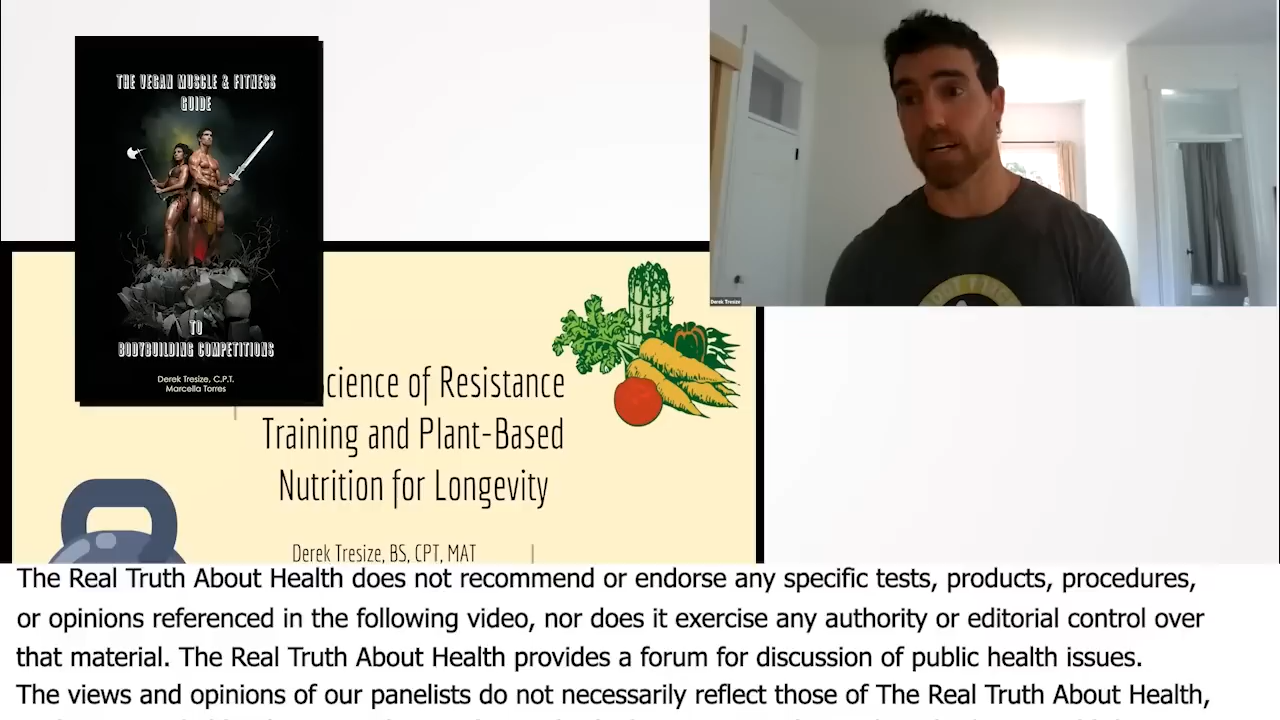 THE VEGAN MUSCLE & FITNESS
GUIDE
TO
BODYBUILDING COMPETITIONS
Derek Tresize, C.P.T.
Marcella Torres
Science of Resistance
Training and Plant-Based
Nutrition for Longevity
Derek Tresize, BS, CPT, MAT
Derek Tresize
The Real Truth About Health does not recommend or endorse any specific tests, products, procedures,
or opinions referenced in the following video, nor does it exercise any authority or editorial control over
that material. The Real Truth About Health provides a forum for discussion of public health issues.
The views and opinions of our panelists do not necessarily reflect those of The Real Truth About Health,